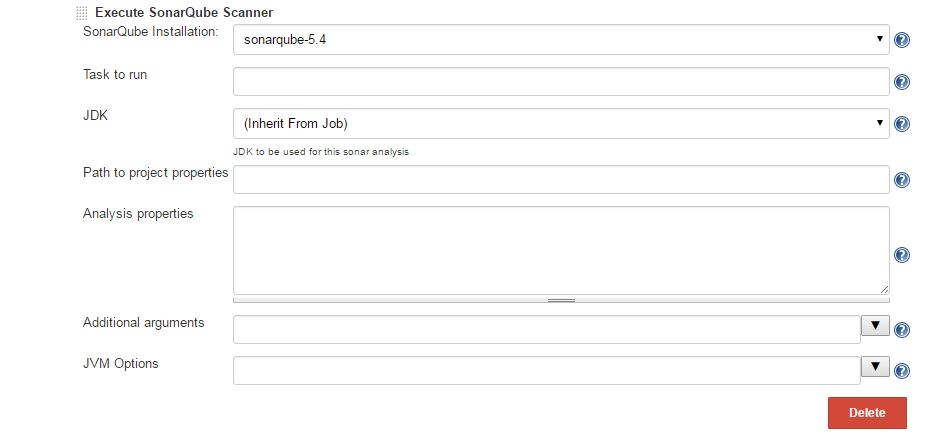 Execute SonarQube Scanner
SonarQube Installation:
sonarqube-5.4
Task to run
JDK
(Inherit From Job)
JDK to be used for this sonar analysis
Path to project properties
Analysis properties
Additional arguments
JVM Options
Delete